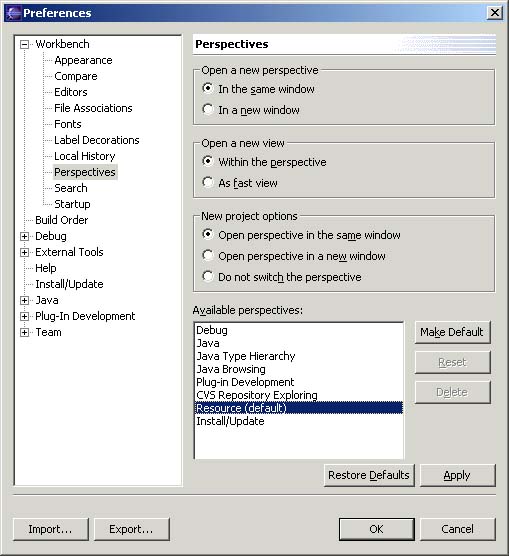 Preferences
Workbench
Appearance
Compare
Editors
File Associations
Fonts
Label Decorations
Local History
Perspectives
Search
Startup
Build Order
Debug
External Tools
Help
Install/Update
Java
Plug-In Development
Team
Perspectives
Open a new perspective
In the same window
In a new window
Open a new view
Within the perspective
As fast view
New project options
Open perspective in the same window
Open perspective in a new window
Do not switch the perspective
Available perspectives:
Debug
Java
Java Type Hierarchy
Java Browsing
Plug-in Development
CVS Repository Exploring
Resource (default)
Install/Update
Make Default
Reset
Delete
Restore Defaults
Apply
Import...
Export...
OK
Cancel